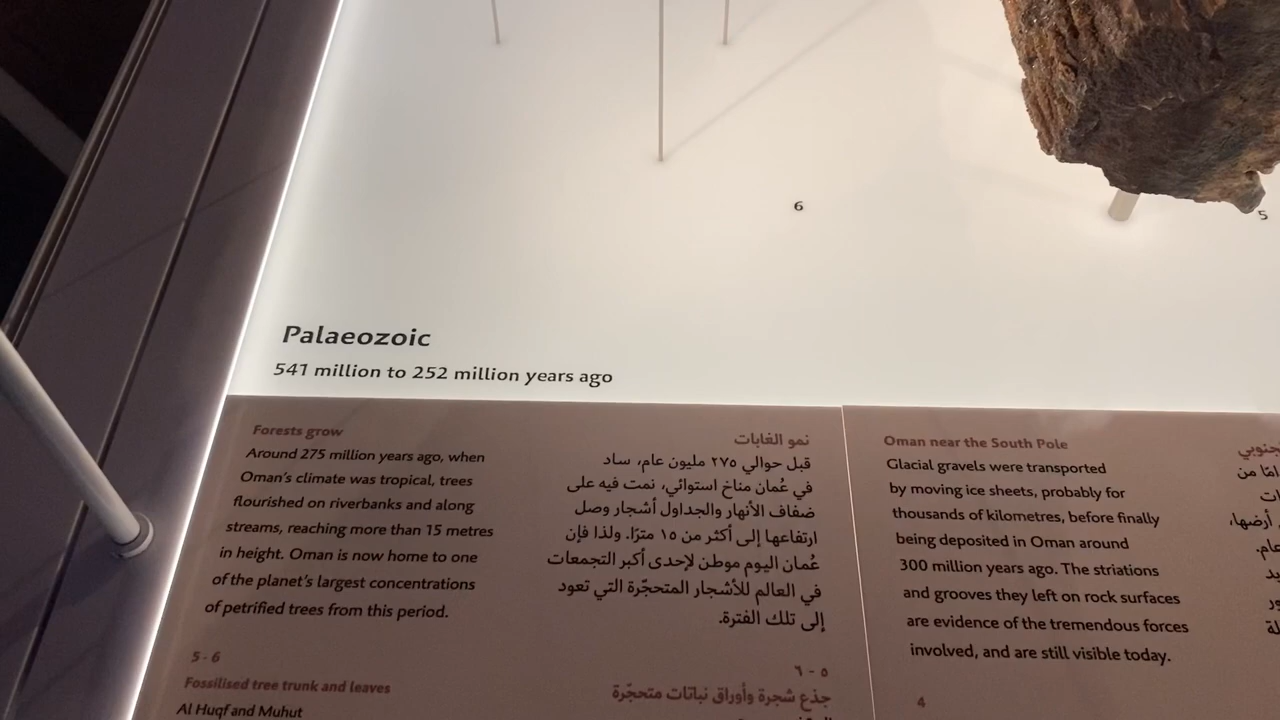 6
5
Palaeozoic
541 million to 252 million years ago
Forests grow
Around 275 million years ago, when
Oman's climate was tropical, trees
flourished on riverbanks and along
streams, reaching more than 15 metres
in height. Oman is now home to one
of the planet's largest concentrations
of petrified trees from this period.
5 - 6
Fossilised tree trunk and leaves
Al Huqf and Muhut
نمو الغابات
قبل حوالي ٢٧٥ مليون عام، ساد
في عُمان مناخ استوائي، نمت فيه على
ضفاف الأنهار والجداول أشجار وصل
ارتفاعها إلى أكثر من ١٥ مترًا. ولذا فإن
عُمان اليوم موطن لإحدى أكبر التجمعات
في العالم للأشجار المتحجّرة التي تعود
إلى تلك الفترة.
٥ - ٦
جذع شجرة وأوراق نباتات متحجّرة
Oman near the South Pole
Glacial gravels were transported
by moving ice sheets, probably for
thousands of kilometres, before finally
being deposited in Oman around
300 million years ago. The striations
and grooves they left on rock surfaces
are evidence of the tremendous forces
involved, and are still visible today.
4
من
أرضها،
عام.